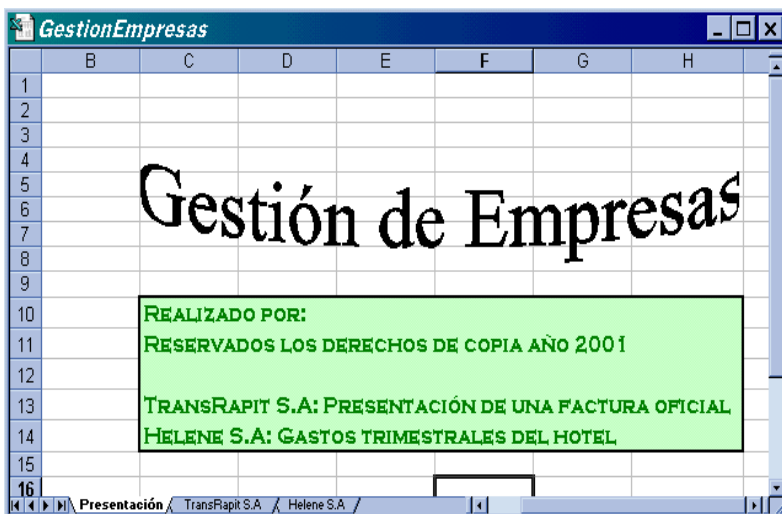 GestionEmpresas
B C D E F G H
1
2
3
4
5
6
7
8
9
10
11
12
13
14
15
16
Gestión de Empresas
REALIZADO POR:
RESERVADOS LOS DERECHOS DE COPIA AÑO 2001
TRANSRAPIT S.A: PRESENTACIÓN DE UNA FACTURA OFICIAL
HELENE S.A: GASTOS TRIMESTRALES DEL HOTEL
Presentación TransRapit S.A Helene S.A